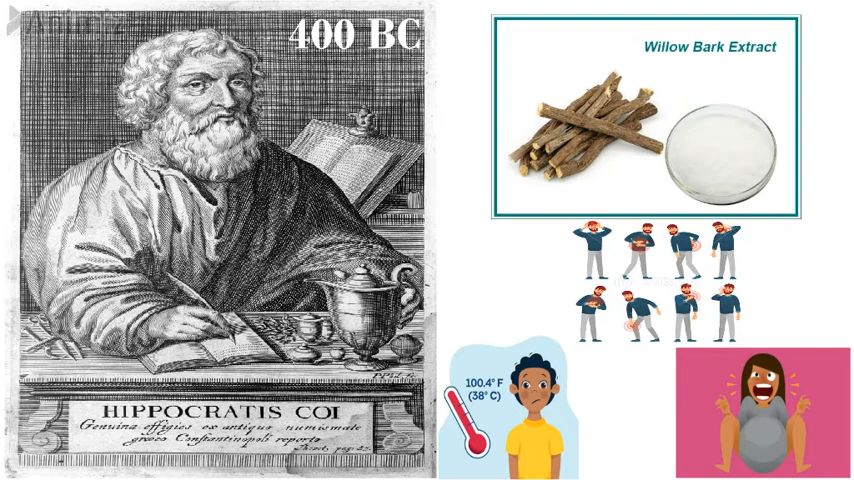 400 BC
Willow Bark Extract
HIPPOCRATIS COI
Genuina effigies ex antiquo numismate
græco Constantinopoli reperto
100.4° F
(38° C)